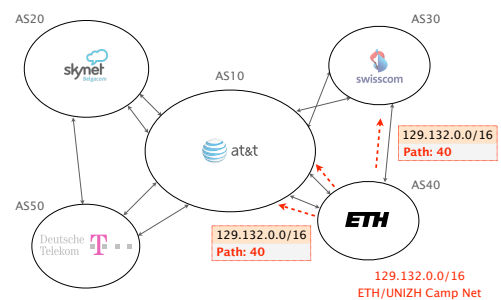 AS20
AS30
skynet
Belgacom
swisscom
AS10
at&t
129.132.0.0/16
Path: 40
AS40
AS50
Deutsche
Telekom
T
ETH
129.132.0.0/16
Path: 40
129.132.0.0/16
ETH/UNIZH Camp Net